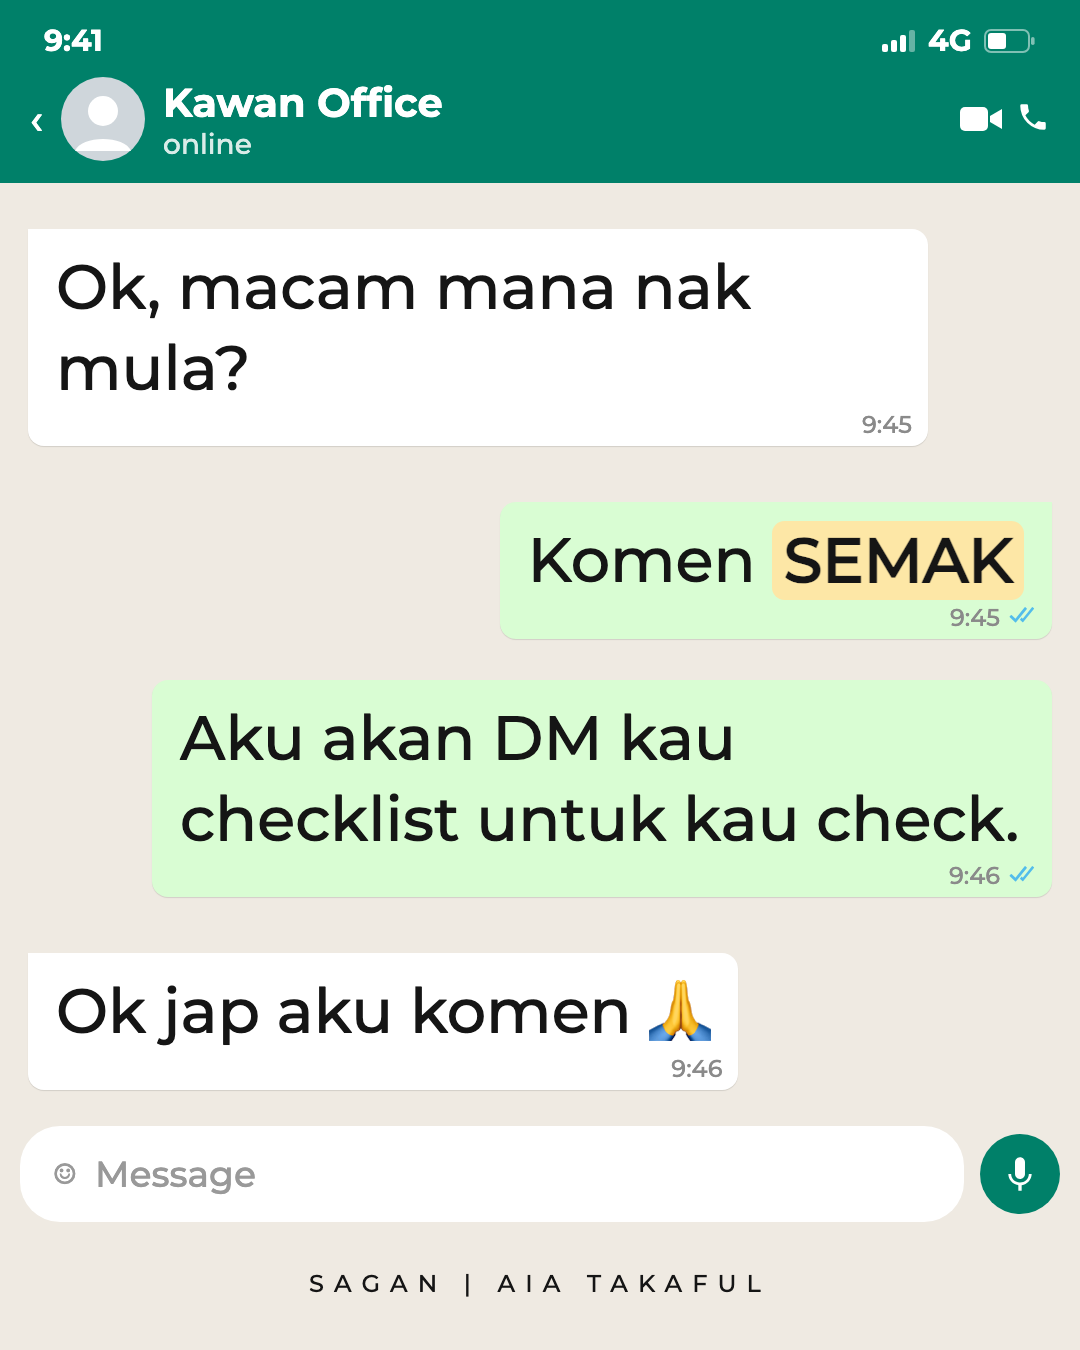 9:41
4G
Kawan Office
online
Ok, macam mana nak
mula?
9:45
Komen SEMAK
9:45
Aku akan DM kau
checklist untuk kau check.
9:46
Ok jap aku komen 🙏
9:46
Message
SAGAN | AIA TAKAFUL